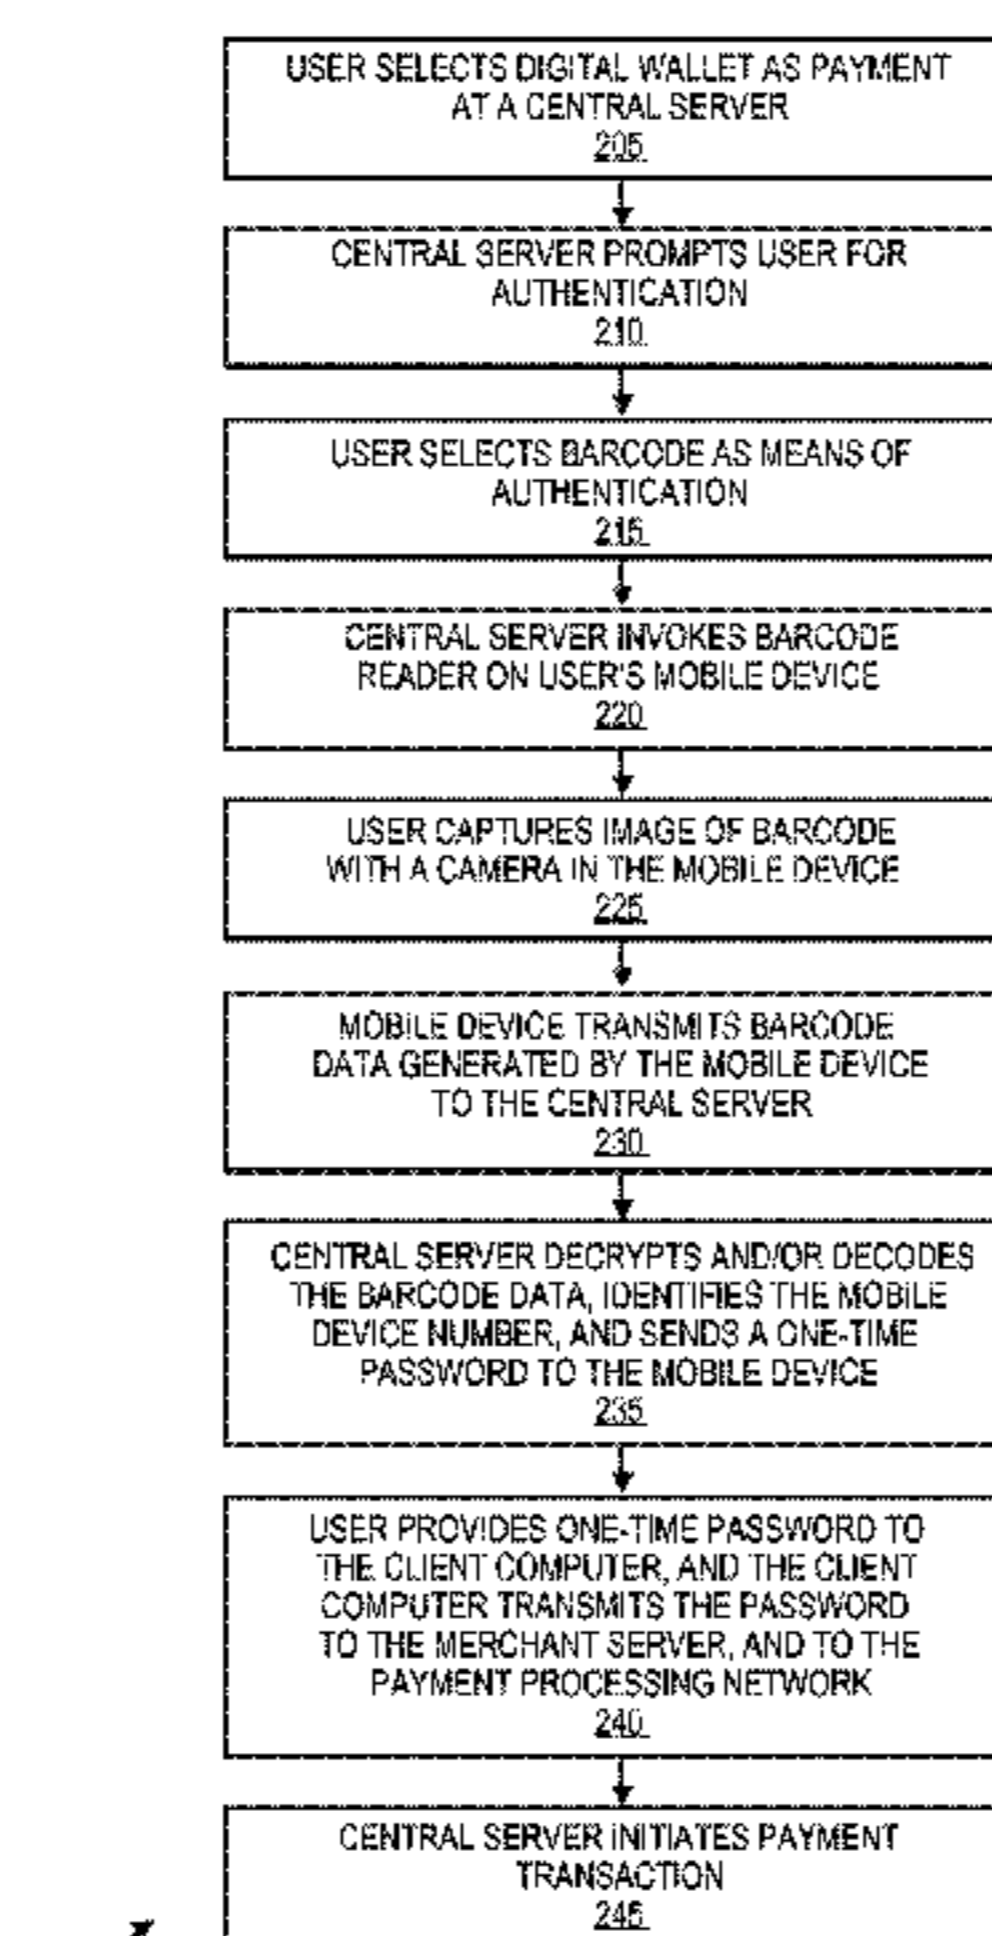 USER SELECTS DIGITAL WALLET AS PAYMENT
AT A CENTRAL SERVER
205
CENTRAL SERVER PROMPTS USER FOR
AUTHENTICATION
210
USER SELECTS BARCODE AS MEANS OF
AUTHENTICATION
215
CENTRAL SERVER INVOKES BARCODE
READER ON USER'S MOBILE DEVICE
220
USER CAPTURES IMAGE OF BARCODE
WITH A CAMERA IN THE MOBILE DEVICE
225
MOBILE DEVICE TRANSMITS BARCODE
DATA GENERATED BY THE MOBILE DEVICE
TO THE CENTRAL SERVER
230
CENTRAL SERVER DECRYPTS AND/OR DECODES
THE BARCODE DATA, IDENTIFIES THE MOBILE
DEVICE NUMBER, AND SENDS A ONE-TIME
PASSWORD TO THE MOBILE DEVICE
235
USER PROVIDES ONE-TIME PASSWORD TO
THE CLIENT COMPUTER, AND THE CLIENT
COMPUTER TRANSMITS THE PASSWORD
TO THE MERCHANT SERVER, AND TO THE
PAYMENT PROCESSING NETWORK
240
CENTRAL SERVER INITIATES PAYMENT
TRANSACTION
245